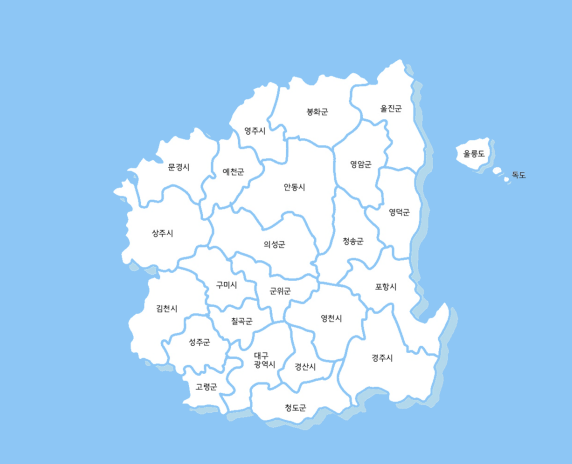 울진군
봉화군
영주시
울릉도
영암군
문경시
예천군
독도
안동시
영덕군
상주시
청송군
의성군
구미시
포항시
군위군
김천시
영천시
칠곡군
성주군
대구
광역시
경주시
경산시
고령군
청도군